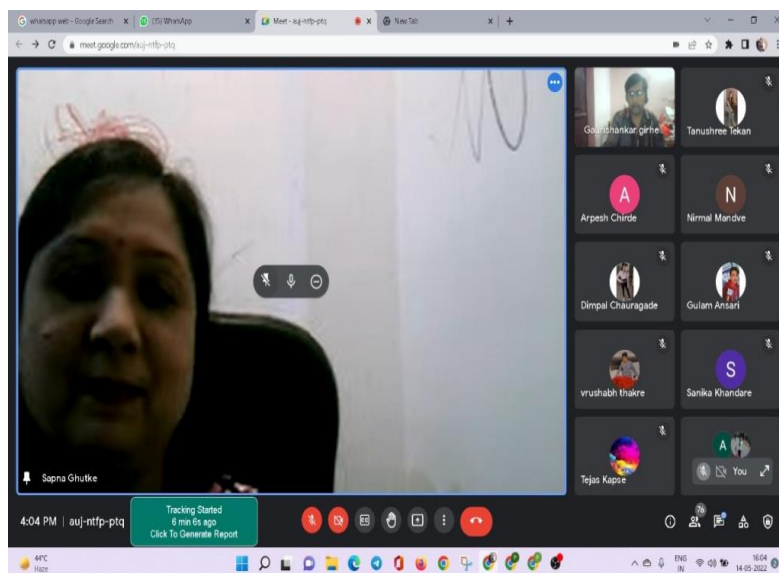 whatsapp web - Google Search
(35) WhatsApp
Meet - auj-ntfp-ptq
New Tab
meet.google.com/auj-ntfp-ptq
Gaurishankar girhe
Tanushree Tekan
A
Arpesh Chirde
N
Nirmal Mandve
Dimpal Chauragade
Gulam Ansari
vrushabh thakre
S
Sanika Khandare
Tejas Kapse
A
You
Sapna Ghutke
4:04 PM | auj-ntfp-ptq
Tracking Started
6 min 6s ago
Click To Generate Report
76
44°C
Haze
ENG
IN
16:04
14-05-2022